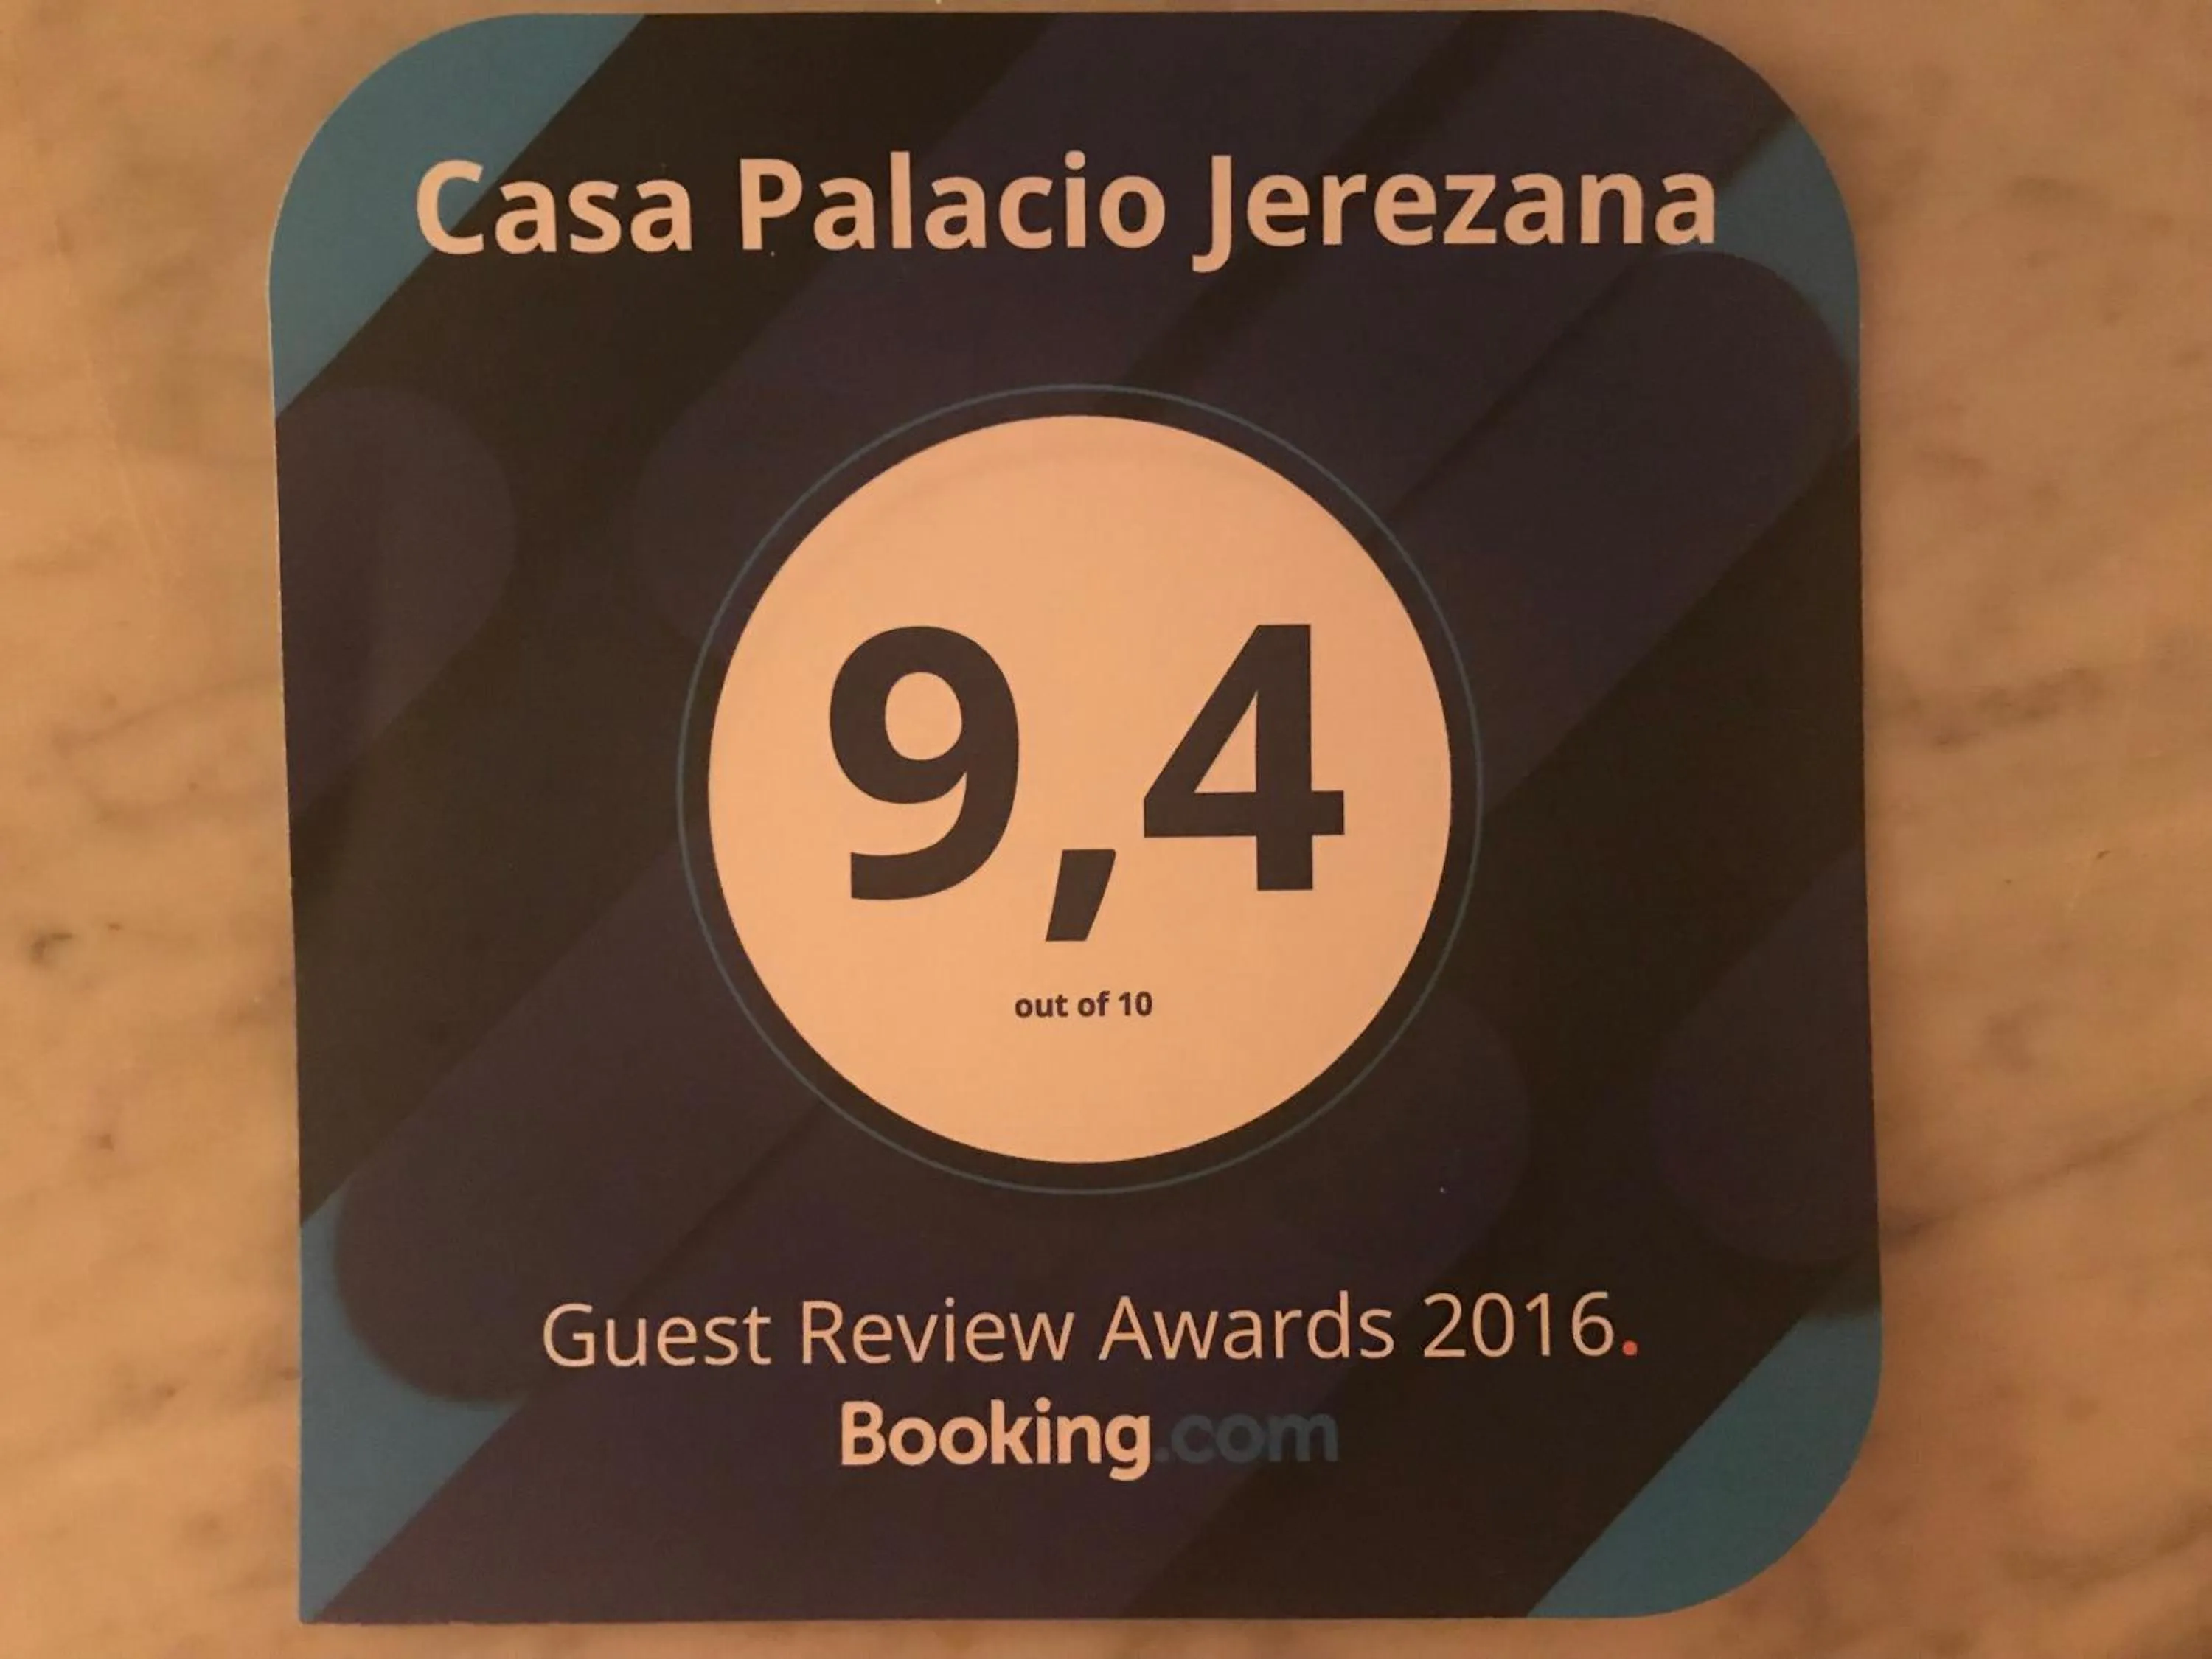 Casa Palacio Jerezana
9,4
out of 10
Guest Review Awards 2016.
Booking.com